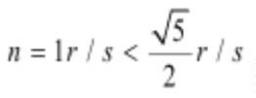 n = 1r / s < √5/2 r / s